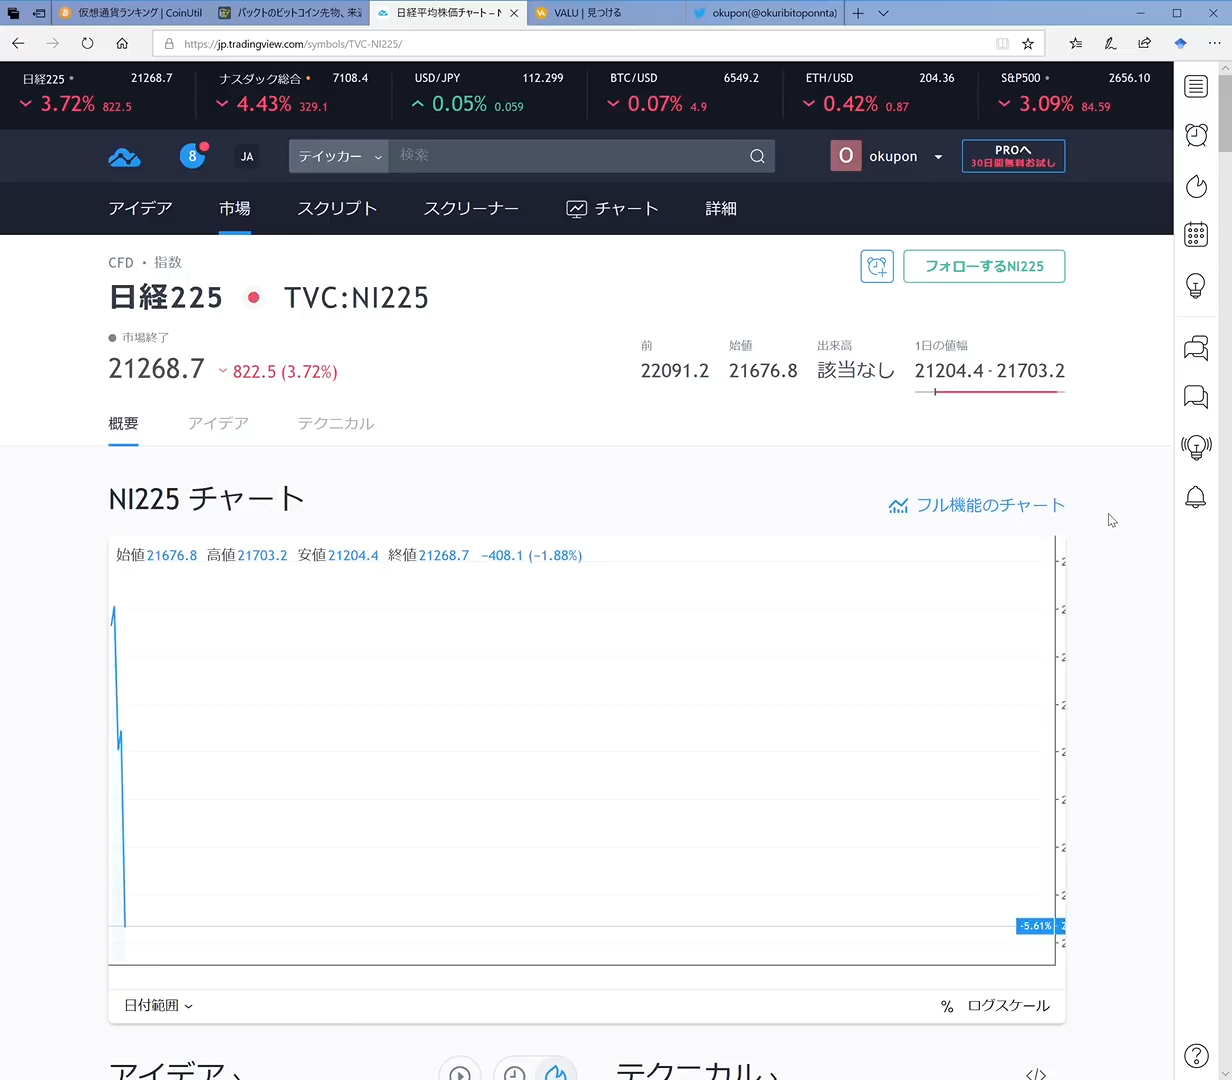 仮想通貨ランキング | CoinUtil
バックトのビットコイン先物、来週
日経平均株価チャート – N
VALU | 見つける
okupon(@okuribitoponnta)
https://jp.tradingview.com/symbols/TVC-NI225/
日経225 21268.7
3.72% 822.5
ナスダック総合 7108.4
4.43% 329.1
USD/JPY 112.299
0.05% 0.059
BTC/USD 6549.2
0.07% 4.9
ETH/USD 204.36
0.42% 0.87
S&P500 2656.10
3.09% 84.59
8
JA
テイッカー
検索
O
okupon
PROへ
30日間無料お試し
アイデア
市場
スクリプト
スクリーナー
チャート
詳細
CFD ・ 指数
日経225 TVC:NI225
フォローするNI225
市場終了
21268.7 822.5 (3.72%)
前
22091.2
始値
21676.8
出来高
該当なし
1日の値幅
21204.4 - 21703.2
概要
アイデア
テクニカル
NI225 チャート
フル機能のチャート
始値21676.8 高値21703.2 安値21204.4 終値21268.7 −408.1 (−1.88%)
-5.61%
日付範囲
%
ログスケール
アイデア ›
テクニカル ›